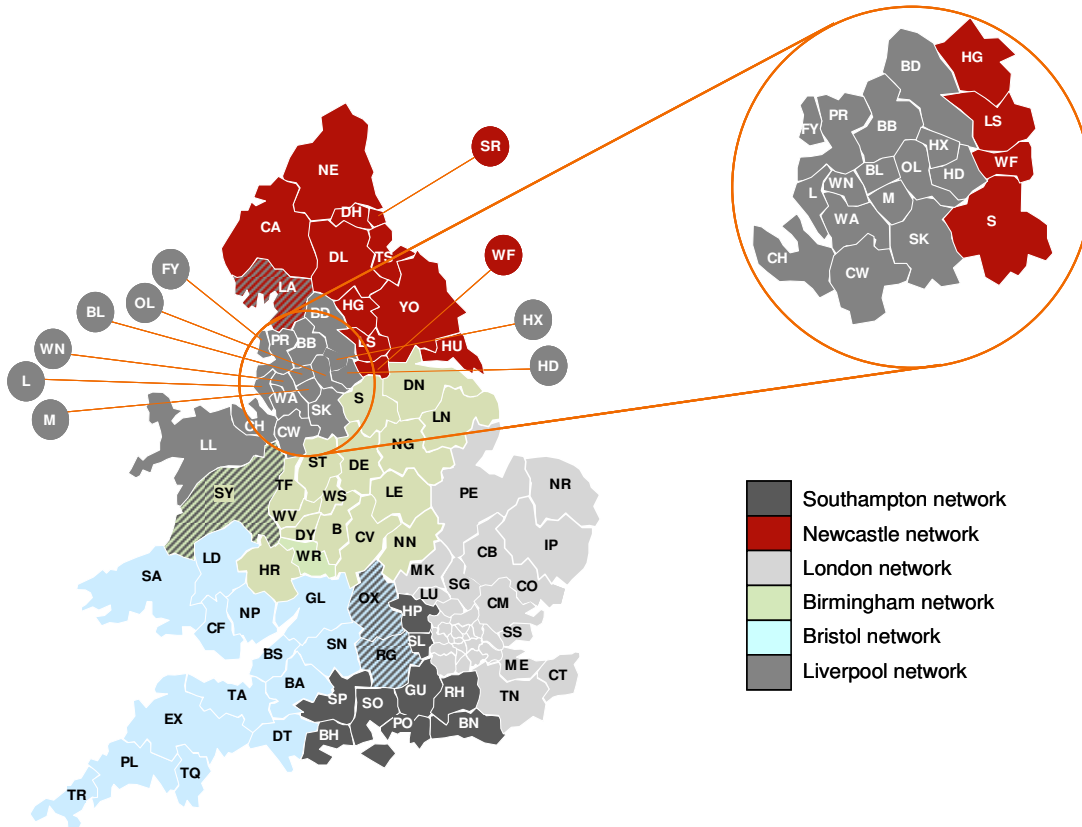 HG
BD
LS
PR
FY
BB
HX
OL
WF
BL
HD
WN
L
M
WA
S
SK
CH
CW
SR
NE
DH
CA
DL
TS
WF
FY
LA
HG
YO
OL
BD
BL
PR
BB
LS
HU
HX
WN
HD
L
DN
WA
S
M
SK
LN
CH
CW
LL
NG
ST
DE
TF
SY
WS
LE
PE
NR
WV
B
DY
CV
NN
IP
WR
CB
LD
HR
MK
SA
SG
CO
LU
OX
GL
CM
HP
NP
CF
SS
SL
SN
BS
RG
ME
CT
BA
TA
GU
RH
TN
SP
SO
EX
PO
BN
DT
BH
PL
TQ
TR
Southampton network
Newcastle network
London network
Birmingham network
Bristol network
Liverpool network